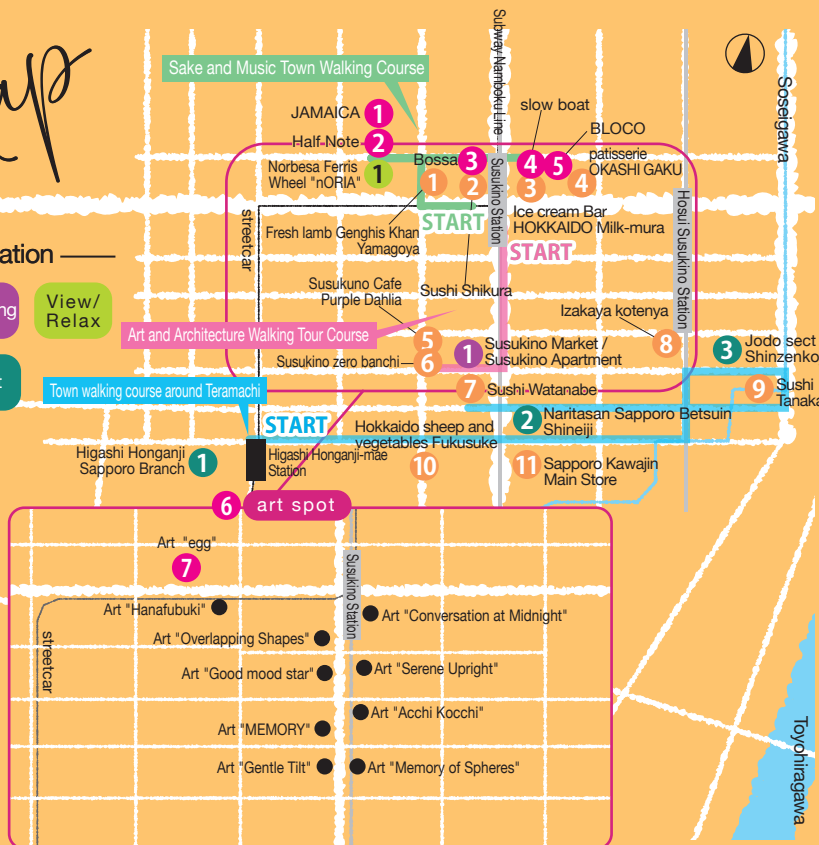 Subway Namboku Line
Sake and Music Town Walking Course
Soseigawa
JAMAICA 1
slow boat
BLOCO
Half-Note 2
Bossa 3
4 5
patisserie
OKASHI GAKU
Norbesa Ferris
Wheel "nORIA"
1
1 2 3 4
Susukino Station
Hosui Susukino Station
streetcar
START
Ice cream Bar
HOKKAIDO Milk-mura
Fresh lamb Genghis Khan
Yamagoya
START
View/
Relax
Susukuno Cafe
Purple Dahlia
Sushi Shikura
Izakaya kotenya
Art and Architecture Walking Tour Course
5
8
Susukino zero banchi 6
1 Susukino Market /
Susukino Apartment
3 Jodo sect
Shinzenko
Town walking course around Teramachi
7 Sushi Watanabe
9 Sushi
Tanaka
START
Hokkaido sheep and
vegetables Fukusuke
2 Naritasan Sapporo Betsuin
Shineiji
Higashi Honganji
Sapporo Branch 1
Higashi Honganji-mae
Station
10
11 Sapporo Kawajin
Main Store
6 art spot
Art "egg"
7
Susukino Station
Art "Hanafubuki"
Art "Conversation at Midnight"
Art "Overlapping Shapes"
streetcar
Art "Good mood star"
Art "Serene Upright"
Art "Acchi Kocchi"
Art "MEMORY"
Art "Gentle Tilt"
Art "Memory of Spheres"
Toyohiragawa